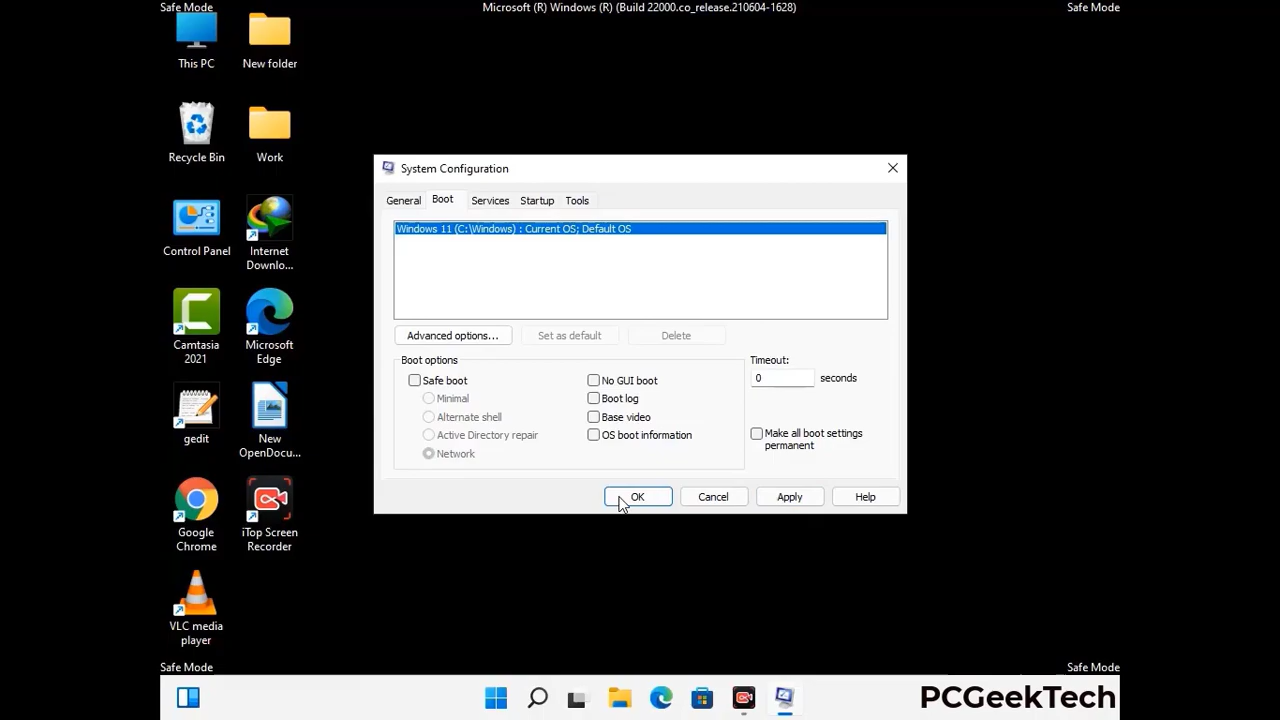 Safe Mode
Microsoft (R) Windows (R) (Build 22000.co_release.210604-1628)
Safe Mode
This PC
New folder
Recycle Bin
Work
Control Panel
Internet
Downlo...
Camtasia
2021
Microsoft
Edge
gedit
New
OpenDocu...
Google
Chrome
iTop Screen
Recorder
VLC media
player
System Configuration
General
Boot
Services
Startup
Tools
Windows 11 (C:\Windows) : Current OS; Default OS
Advanced options...
Set as default
Delete
Boot options
Safe boot
Minimal
Alternate shell
Active Directory repair
Network
No GUI boot
Boot log
Base video
OS boot information
Timeout:
0 seconds
Make all boot settings
permanent
OK
Cancel
Apply
Help
Safe Mode
Safe Mode
PCGeekTech